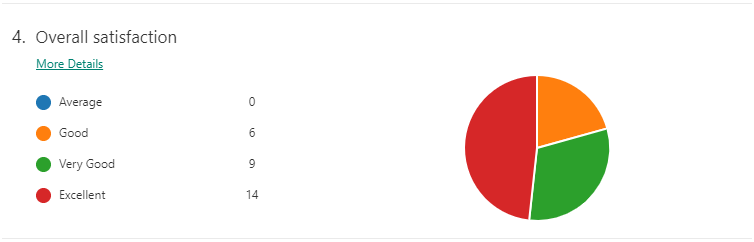 4. Overall satisfaction
More Details
Average 0
Good 6
Very Good 9
Excellent 14